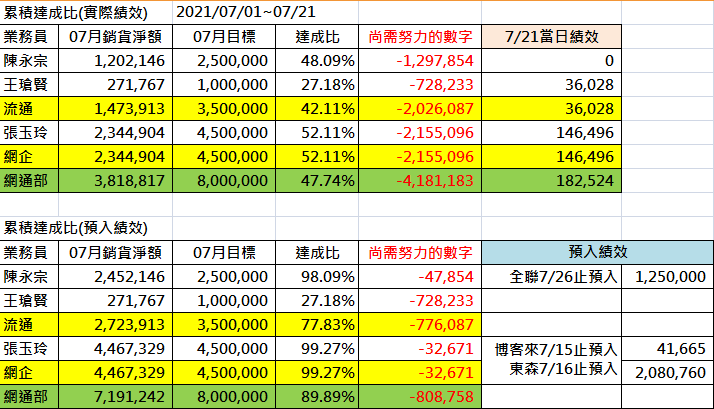 累積達成比(實際績效) 2021/07/01~07/21
業務員 07月銷貨淨額 07月目標 達成比 尚需努力的數字 7/21當日績效
陳永宗 1,202,146 2,500,000 48.09% -1,297,854 0
王瑲賢 271,767 1,000,000 27.18% -728,233 36,028
流通 1,473,913 3,500,000 42.11% -2,026,087 36,028
張玉玲 2,344,904 4,500,000 52.11% -2,155,096 146,496
網企 2,344,904 4,500,000 52.11% -2,155,096 146,496
網通部 3,818,817 8,000,000 47.74% -4,181,183 182,524
累積達成比(預入績效)
業務員 07月銷貨淨額 07月目標 達成比 尚需努力的數字 預入績效
陳永宗 2,452,146 2,500,000 98.09% -47,854 全聯7/26止預入 1,250,000
王瑲賢 271,767 1,000,000 27.18% -728,233
流通 2,723,913 3,500,000 77.83% -776,087
張玉玲 4,467,329 4,500,000 99.27% -32,671 博客來7/15止預入 41,665
網企 4,467,329 4,500,000 99.27% -32,671 東森7/16止預入 2,080,760
網通部 7,191,242 8,000,000 89.89% -808,758